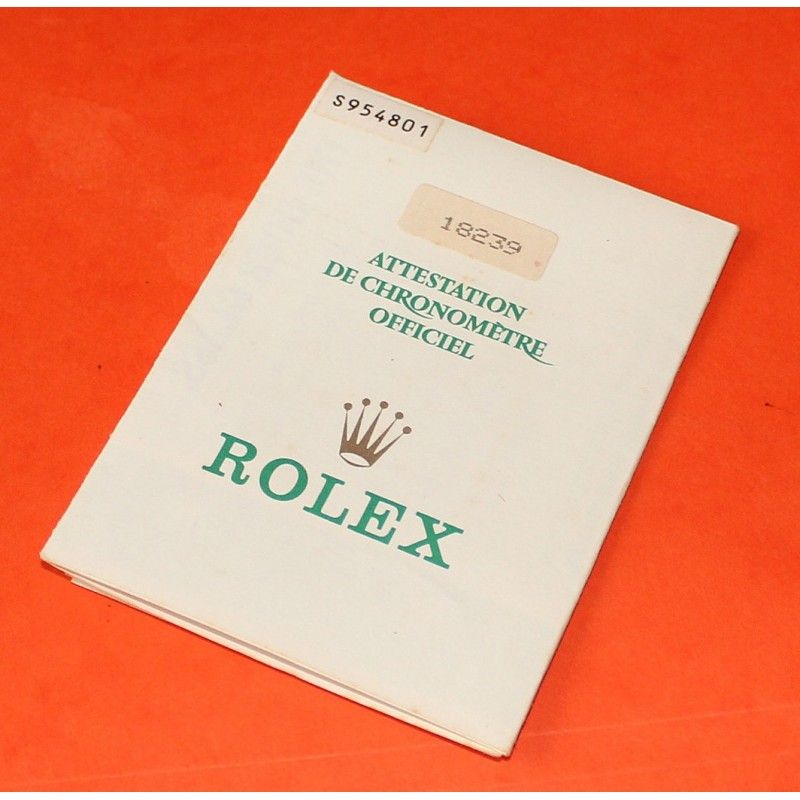 S954801
18239
ATTESTATION
DE CHRONOMÈTRE
OFFICIEL
ROLEX